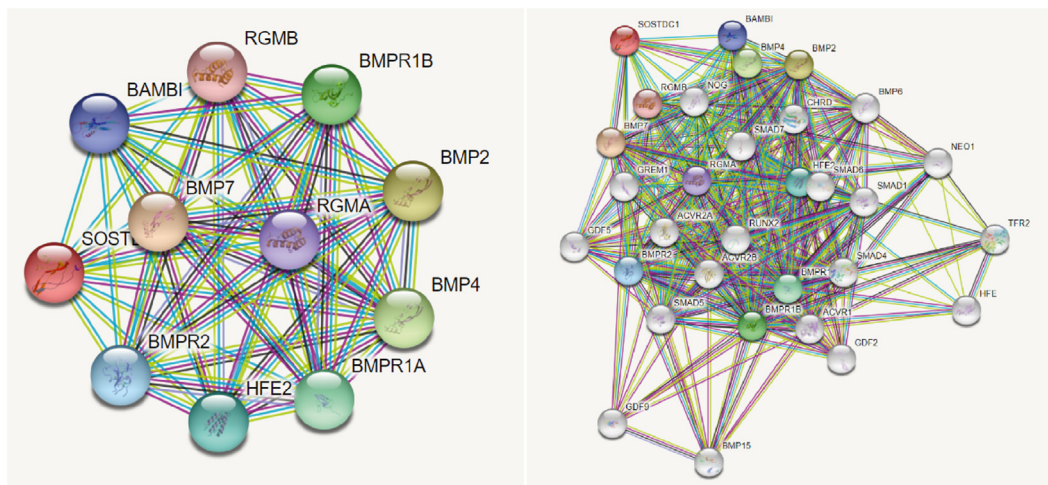 RGMB
BMPR1B
BAMBI
BMP2
BMP7
RGMA
BMP4
BMPR2
BMPR1A
HFE2
SOSTDC1
BAMBI
BMP4
BMP2
RGMB
NOG
BMP6
CHRD
BMP7
SMAD7
NEO1
GREM1
RGMA
HFE2
SMAD6
SMAD1
ACVR2A
RUNX2
TFR2
GDF5
BMPR2
ACVR2B
SMAD4
BMPR1
HFE
SMAD5
BMPR1B
ACVR1
GDF2
GDF9
BMP15